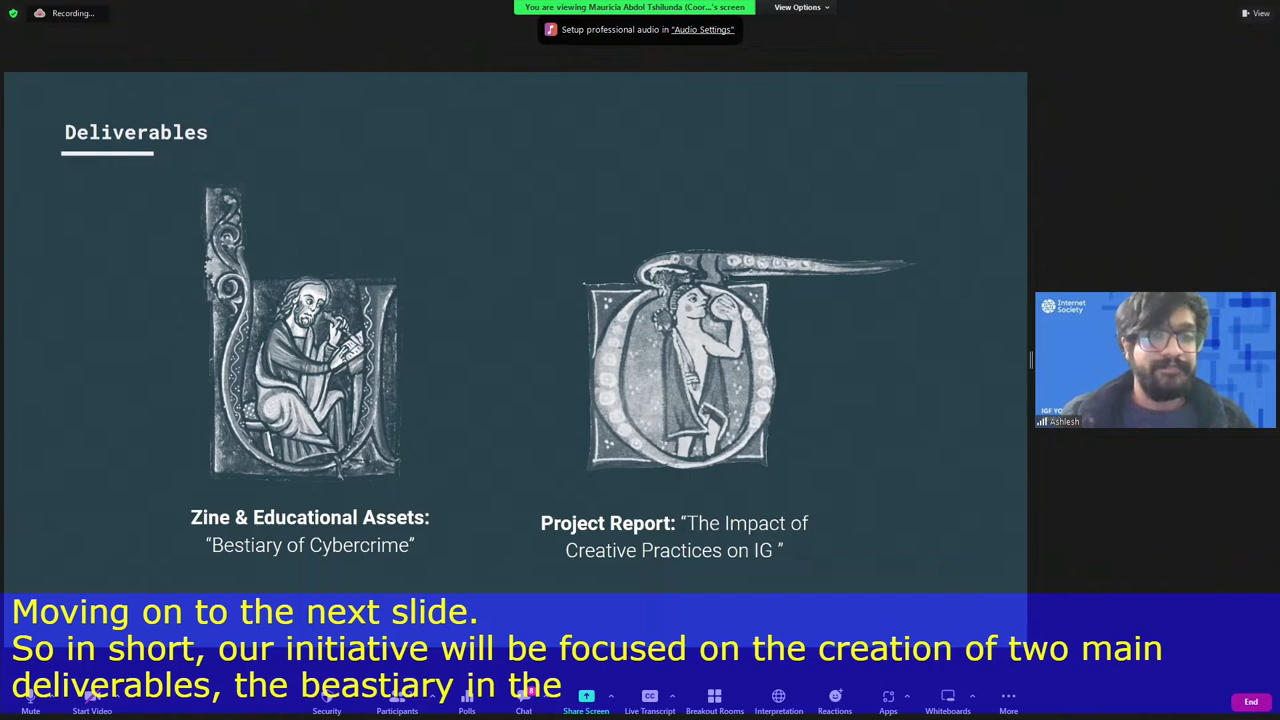 Recording...
You are viewing Mauricia Abdol Tshilunda (Coor...'s screen
View Options
View
Setup professional audio in "Audio Settings"
Deliverables
Zine & Educational Assets:
“Bestiary of Cybercrime”
Project Report: “The Impact of
Creative Practices on IG ”
Internet
Society
IGF YO
Ashlesh
Moving on to the next slide.
So in short, our initiative will be focused on the creation of two main
deliverables, the beastiary in the
8
CC
Mute
Start Video
Security
Participants
Polls
Chat
Share Screen
Live Transcript
Breakout Rooms
Interpretation
Reactions
Apps
Whiteboards
More
End